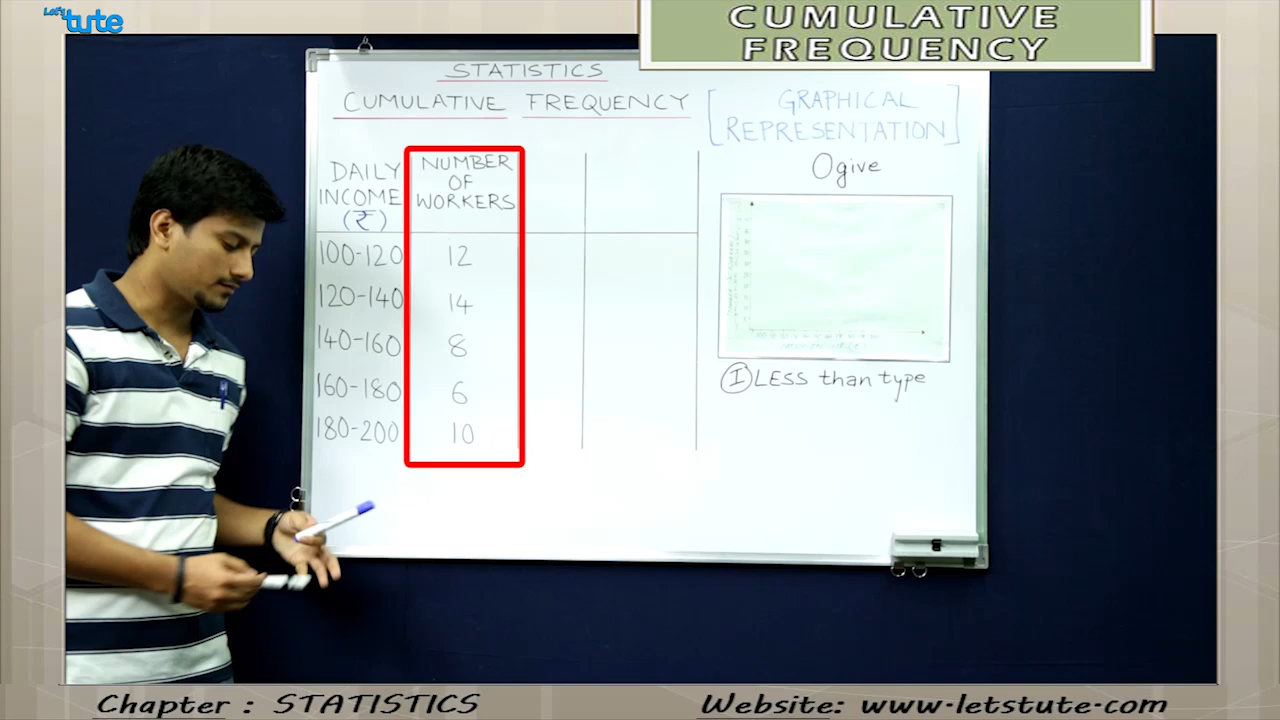 Let's
tute
CUMULATIVE
FREQUENCY
STATISTICS
CUMULATIVE FREQUENCY
[GRAPHICAL
REPRESENTATION]
DAILY
INCOME
(₹)
NUMBER
OF
WORKERS
Ogive
100-120 12
120-140 14
140-160 8
160-180 6
180-200 10
I LESS than type
Chapter : STATISTICS
Website: www-letstute-com